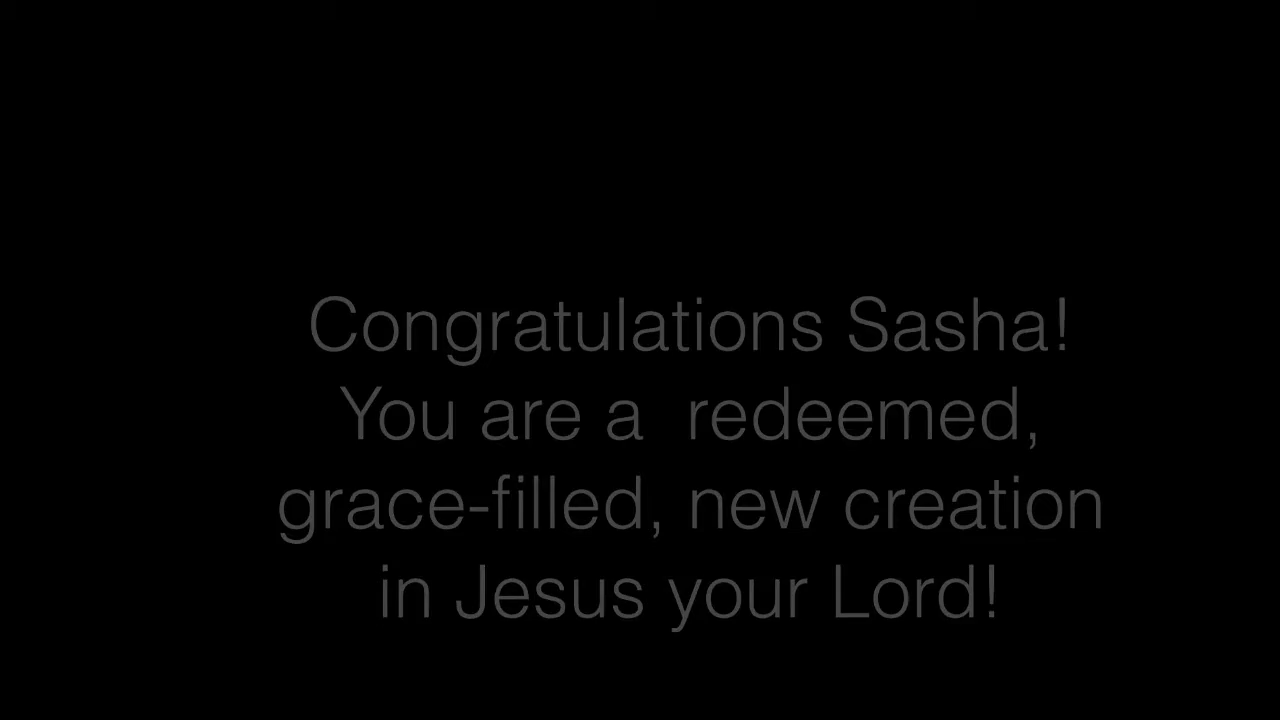 Congratulations Sasha!
You are a  redeemed,
grace-filled, new creation
in Jesus your Lord!